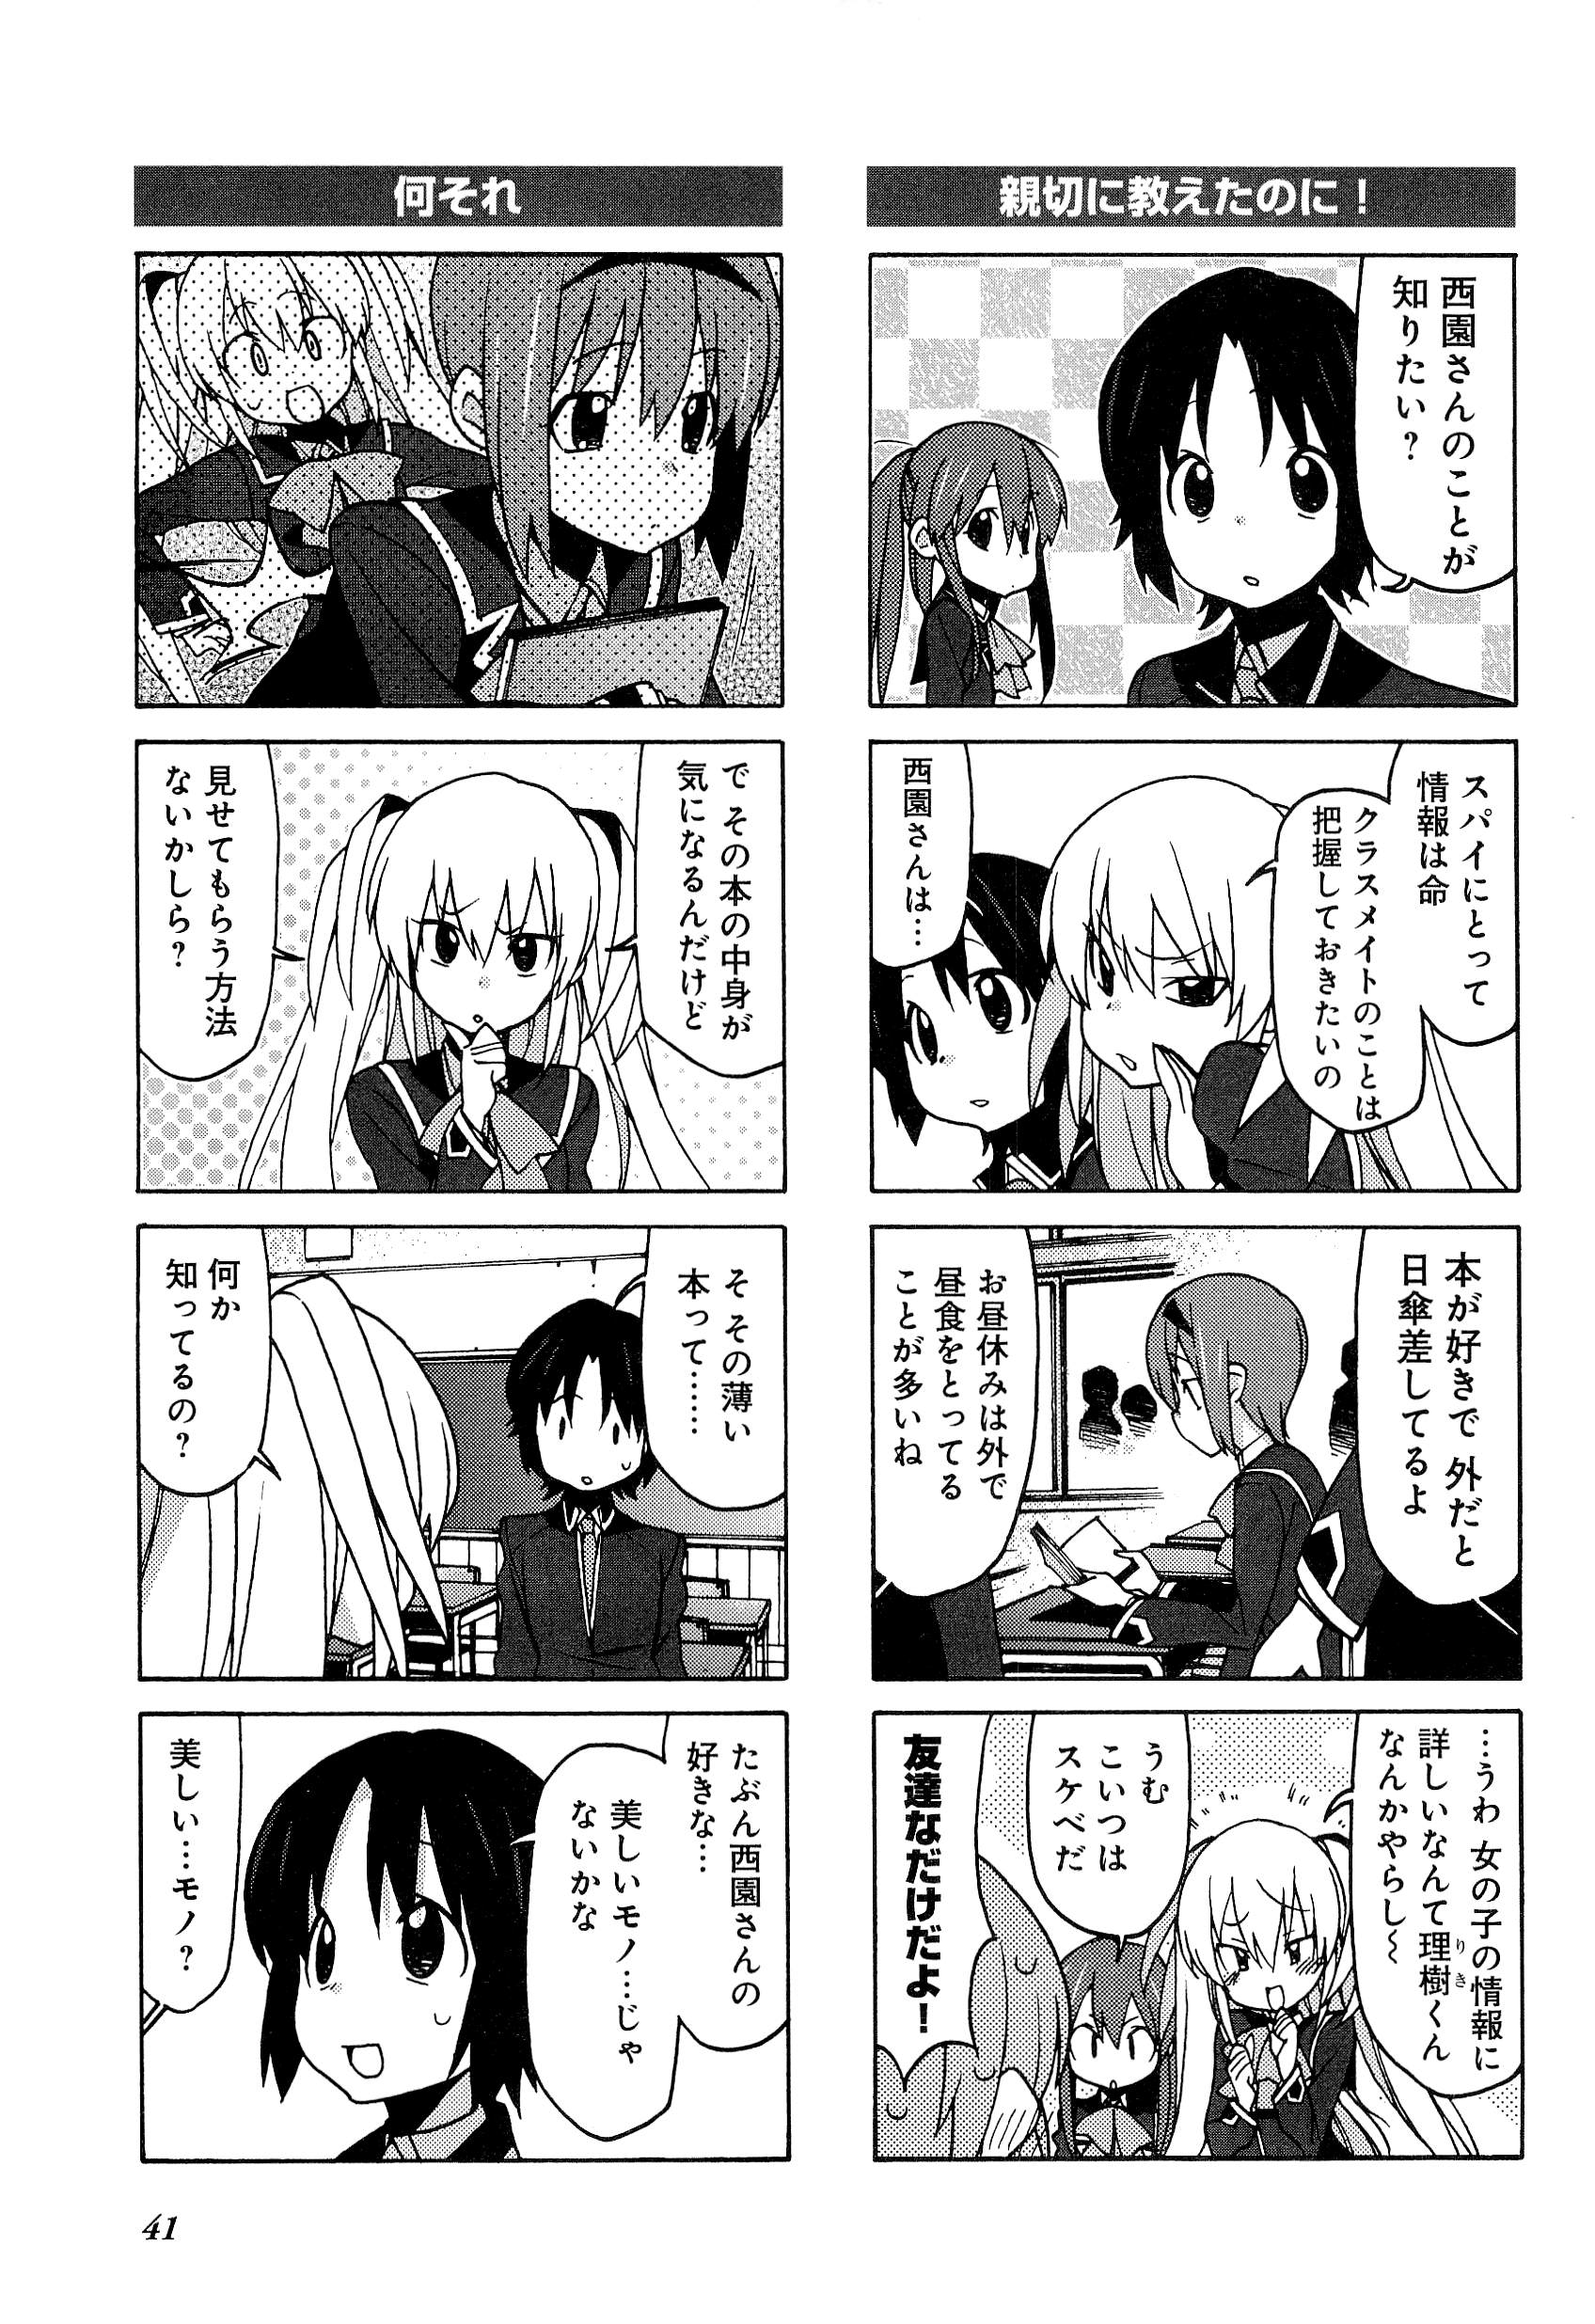 親切に教えたのに！
西園さんのことが
知りたい？
スパイにとって
情報は命
クラスメイトのことは
把握しておきたいの
西園さんは…
本が好きで 外だと
日傘差してるよ
お昼休みは外で
昼食をとってる
ことが多いね
…うわ 女の子の情報に
詳しいなんて理樹くん
りき
なんかやらし〜
うむ
こいつは
スケベだ
友達なだけだよ！
何それ
で その本の中身が
気になるんだけど
見せてもらう方法
ないかしら？
そ その薄い
本って……
何か
知ってるの？
たぶん西園さんの
好きな…
美しいモノ…じゃ
ないかな
美しい…モノ？
41